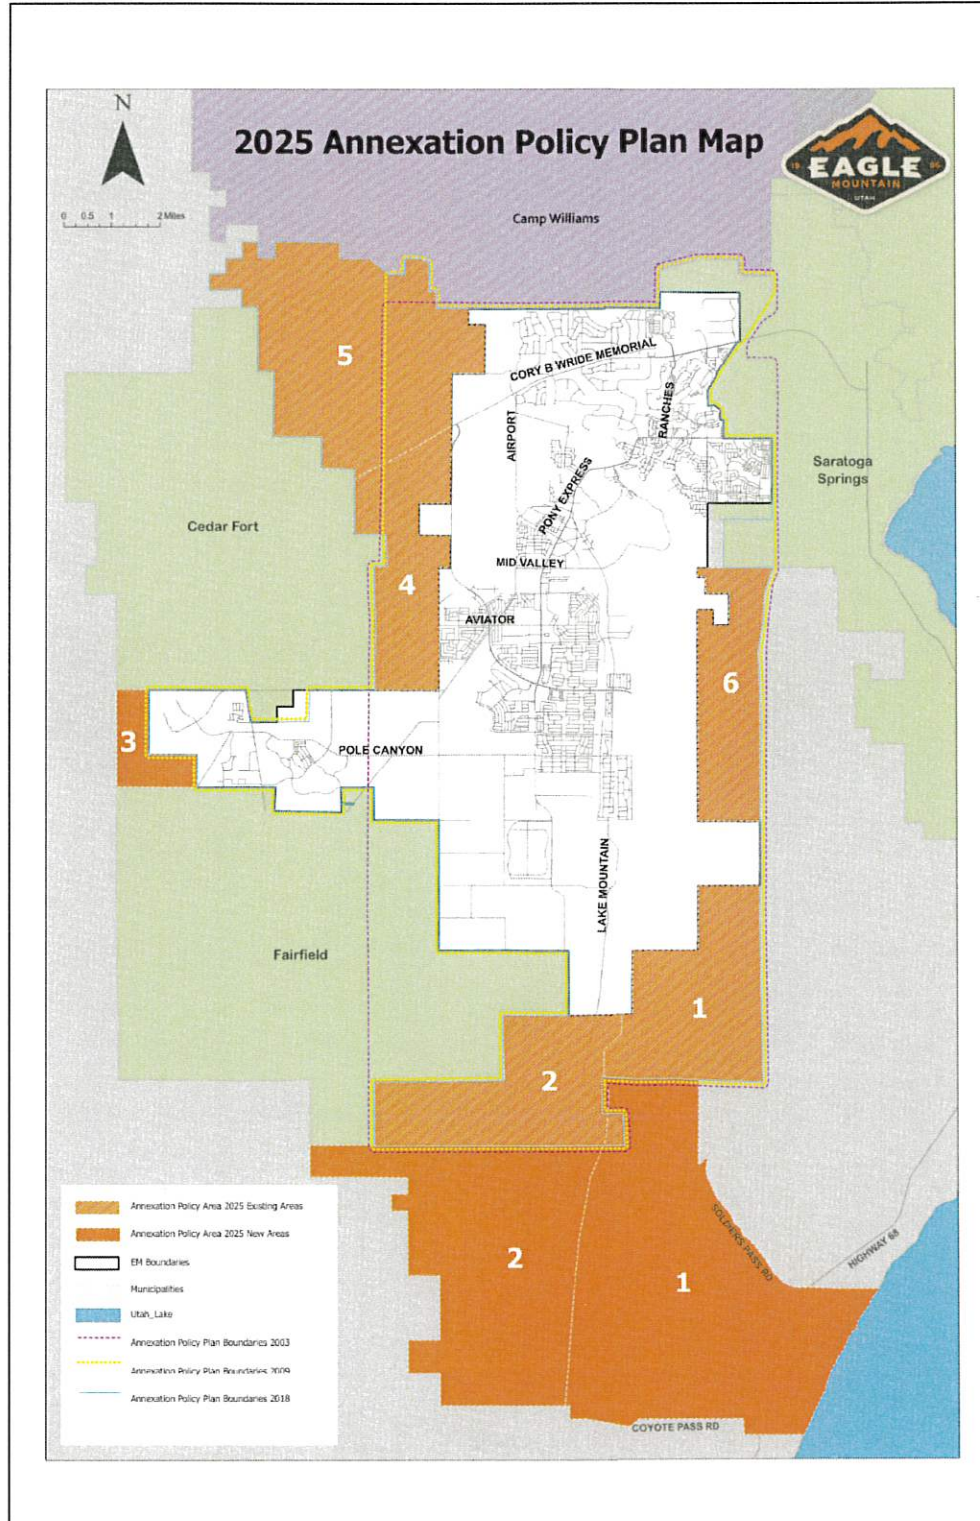 N
2025 Annexation Policy Plan Map
19 96
EAGLE
MOUNTAIN
UTAH
0 0.5 1 2 Miles
Camp Williams
5
CORY B WRIDE MEMORIAL
RANCHES
AIRPORT
Saratoga
Springs
PONY EXPRESS
Cedar Fort
MID VALLEY
4
AVIATOR
6
3
POLE CANYON
LAKE MOUNTAIN
Fairfield
1
2
Annexation Policy Area 2025 Existing Areas
Annexation Policy Area 2025 New Areas
EM Boundaries
Municipalities
Utah_Lake
Annexation Policy Plan Boundaries 2003
Annexation Policy Plan Boundaries 2009
Annexation Policy Plan Boundaries 2018
SOLDIERS PASS RD
HIGHWAY 68
2
1
COYOTE PASS RD